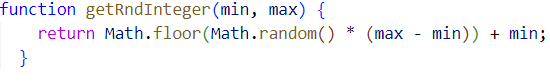 function getRndInteger(min, max) {
    return Math.floor(Math.random() * (max - min)) + min;
  }